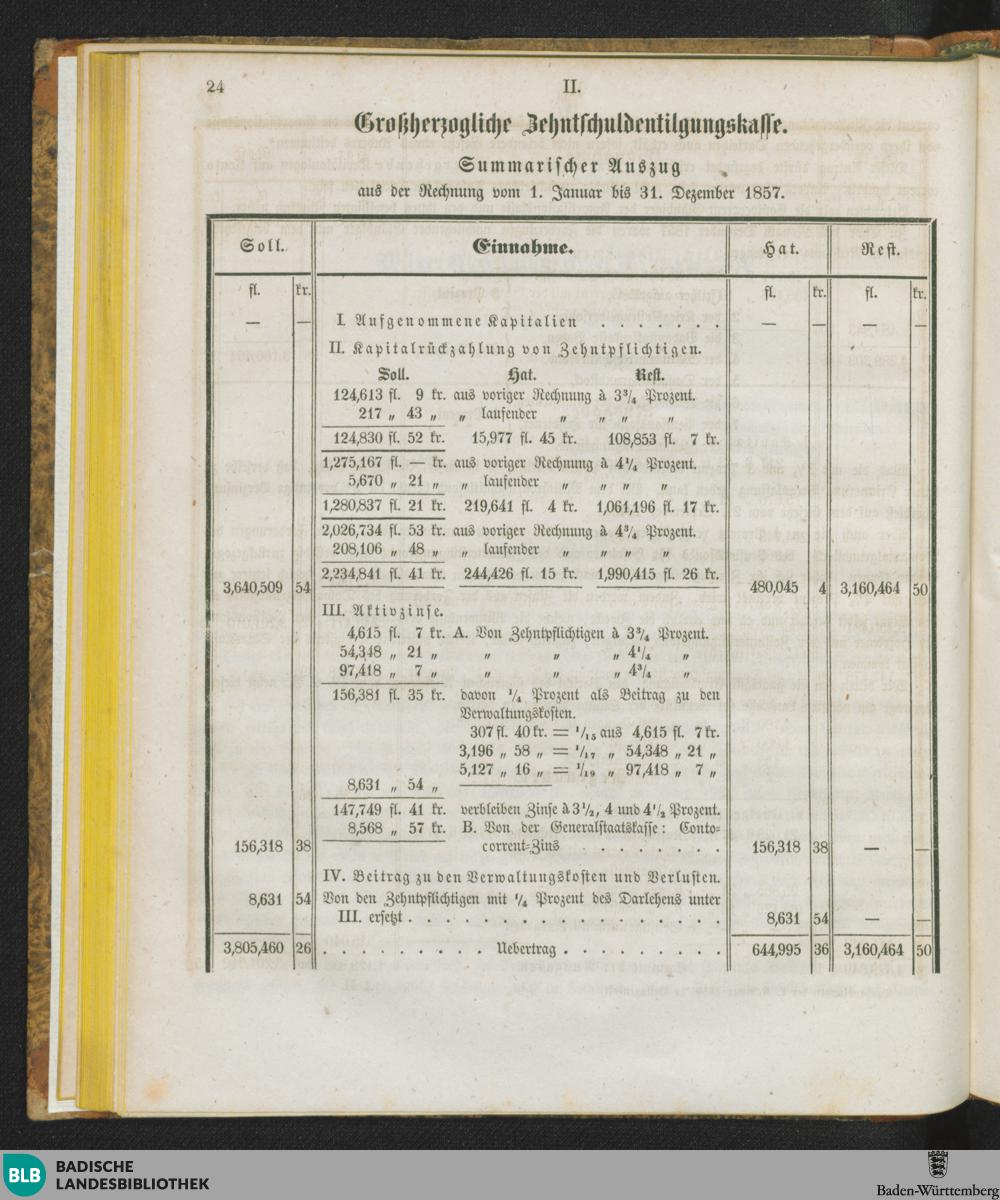 24 II.
Großherzogliche Zehntschuldentilgungskasse.
Summarischer Auszug
aus der Rechnung vom 1. Januar bis 31. Dezember 1857.
Soll. Einnahme. Hat. Rest.
fl. kr. fl. kr. fl. kr.
— — I. Aufgenommene Kapitalien . . . . . . . — — — —
II. Kapitalrückzahlung von Zehntpflichtigen.
Soll. Hat. Rest.
124,613 fl. 9 kr. aus voriger Rechnung à 3¾ Prozent.
217 „ 43 „ „ laufender „ „ „ „
124,830 fl. 52 kr. 15,977 fl. 45 kr. 108,853 fl. 7 kr.
1,275,167 fl. — kr. aus voriger Rechnung à 4¼ Prozent.
5,670 „ 21 „ „ laufender „ „ „ „
1,280,837 fl. 21 kr. 219,641 fl. 4 kr. 1,061,196 fl. 17 kr.
2,026,734 fl. 53 kr. aus voriger Rechnung à 4¾ Prozent.
208,106 „ 48 „ „ laufender „ „ „ „
2,234,841 fl. 41 kr. 244,426 fl. 15 kr. 1,990,415 fl. 26 kr.
3,640,509 54 480,045 4 3,160,464 50
III. Aktivzinse.
4,615 fl. 7 kr. A. Von Zehntpflichtigen à 3¾ Prozent.
54,348 „ 21 „ „ „ „ 4¼ „
97,418 „ 7 „ „ „ „ 4¾ „
156,381 fl. 35 kr. davon ¼ Prozent als Beitrag zu den
Verwaltungskosten.
307 fl. 40 kr. = 1/15 aus 4,615 fl. 7 kr.
3,196 „ 58 „ = 1/17 „ 54,348 „ 21 „
5,127 „ 16 „ = 1/19 „ 97,418 „ 7 „
8,631 „ 54 „
147,749 fl. 41 kr. verbleiben Zinse à 3½, 4 und 4½ Prozent.
8,568 „ 57 kr. B. Von der Generalstaatskasse: Conto-
156,318 38 corrent-Zins . . . . . . . 156,318 38 — —
IV. Beitrag zu den Verwaltungskosten und Verlusten.
8,631 54 Von den Zehntpflichtigen mit ¼ Prozent des Darlehens unter
III. ersetzt . . . . . . . . . . . . . . . . 8,631 54 — —
3,805,460 26 . . . . . . . . . Uebertrag . . . . . . . . 644,995 36 3,160,464 50
BLB BADISCHE
LANDESBIBLIOTHEK
Baden-Württemberg